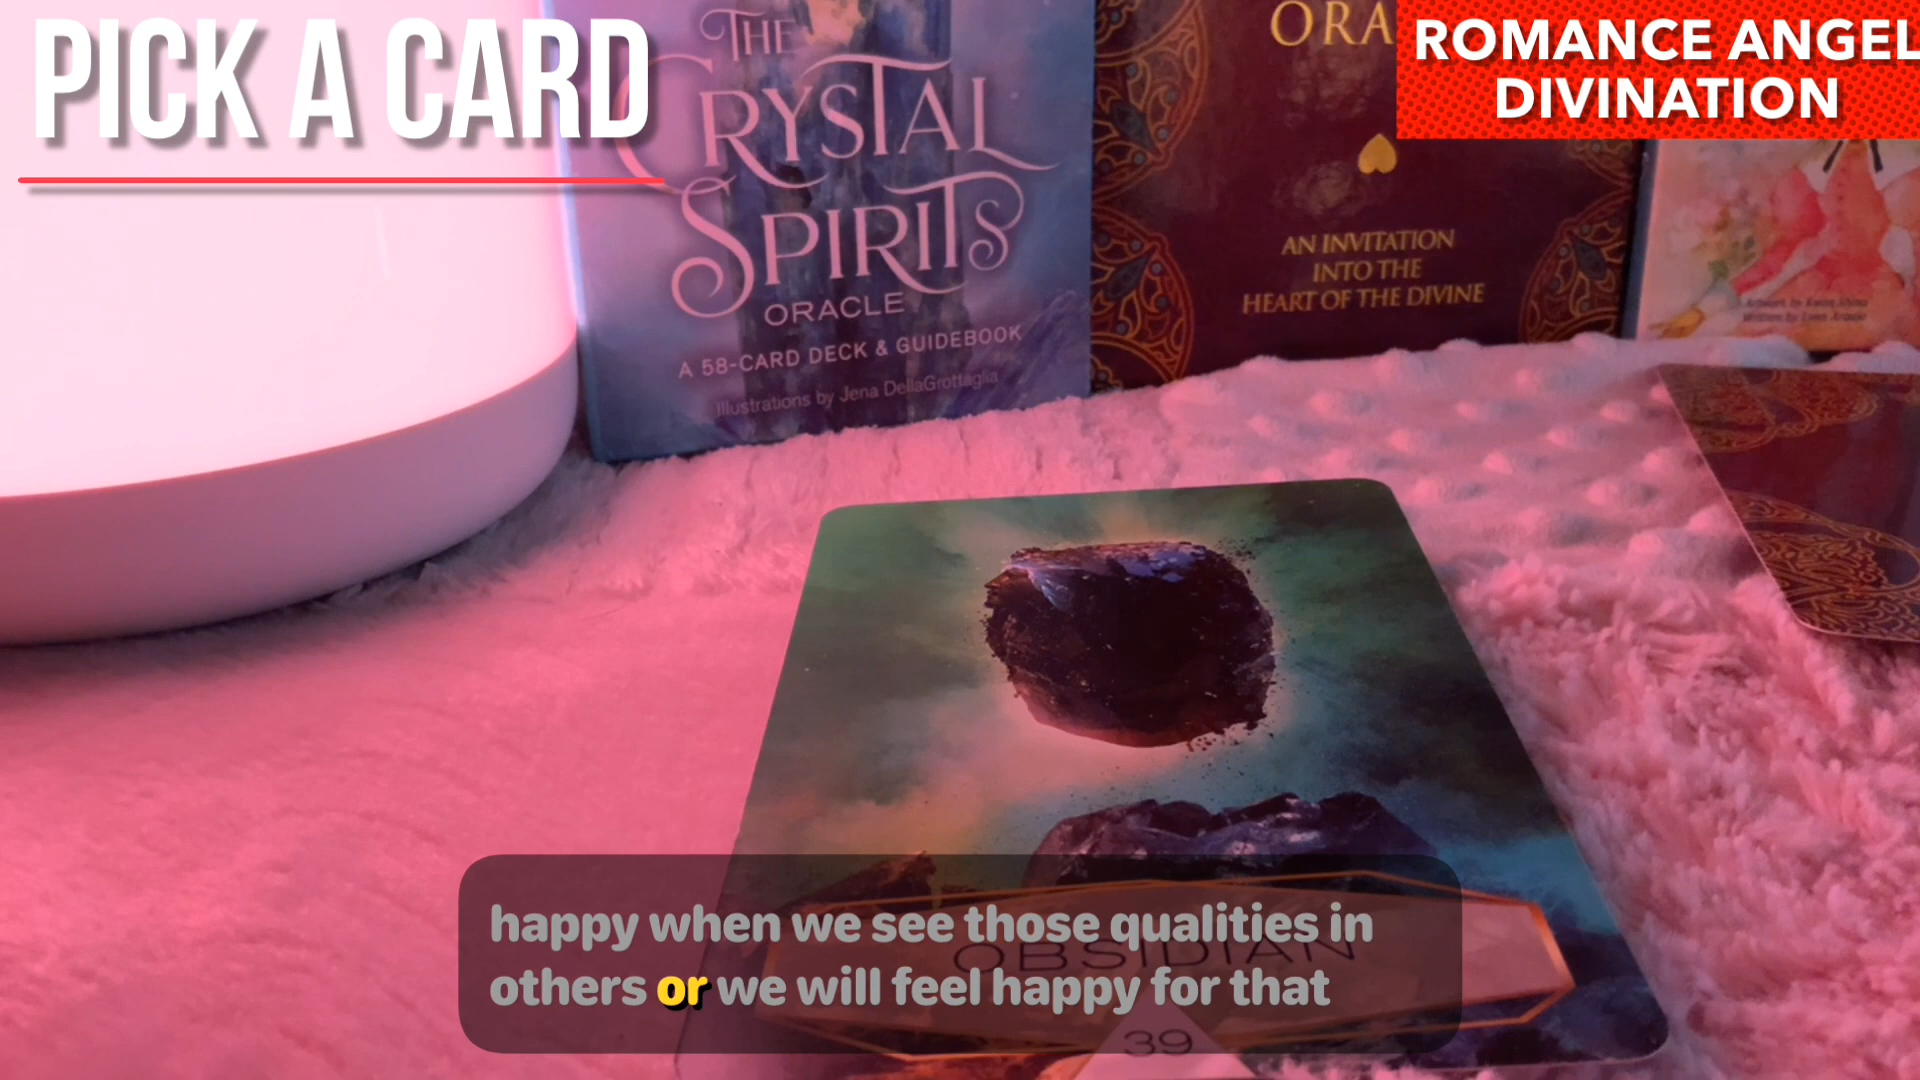 PICK A CARD
ROMANCE ANGEL
DIVINATION
THE
CRYSTAL
SPIRITS
ORACLE
A 58-CARD DECK & GUIDEBOOK
Illustrations by Jena DellaGrottaglia
ORA
AN INVITATION
INTO THE
HEART OF THE DIVINE
Written by
happy when we see those qualities in
others or we will feel happy for that
OBSIDIAN
39